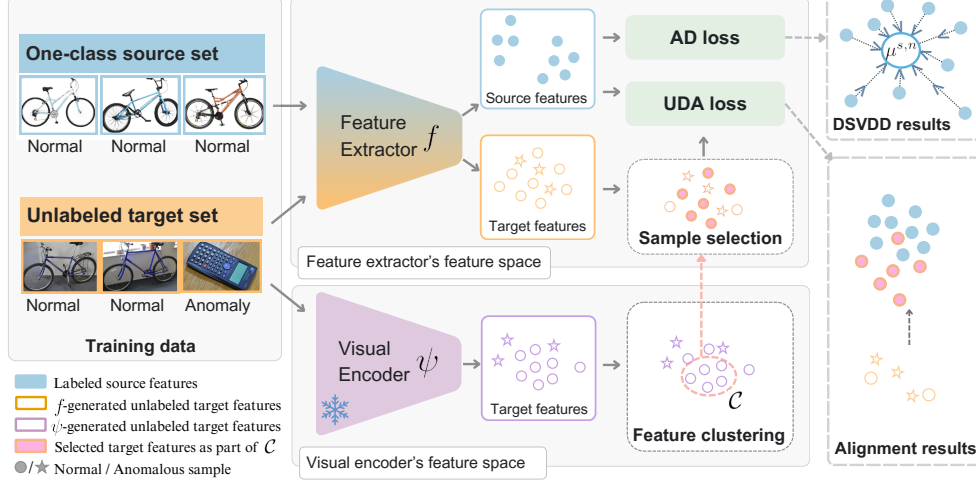 One-class source set
Normal Normal Normal
Unlabeled target set
Normal Normal Anomaly
Training data
Labeled source features
f-generated unlabeled target features
ψ-generated unlabeled target features
Selected target features as part of C
/ Normal / Anomalous sample
Feature
Extractor f
Source features
Target features
AD loss
UDA loss
Sample selection
Feature extractor's feature space
Visual
Encoder ψ
Target features
C
Feature clustering
Visual encoder's feature space
μ^{s,n}
DSVDD results
Alignment results